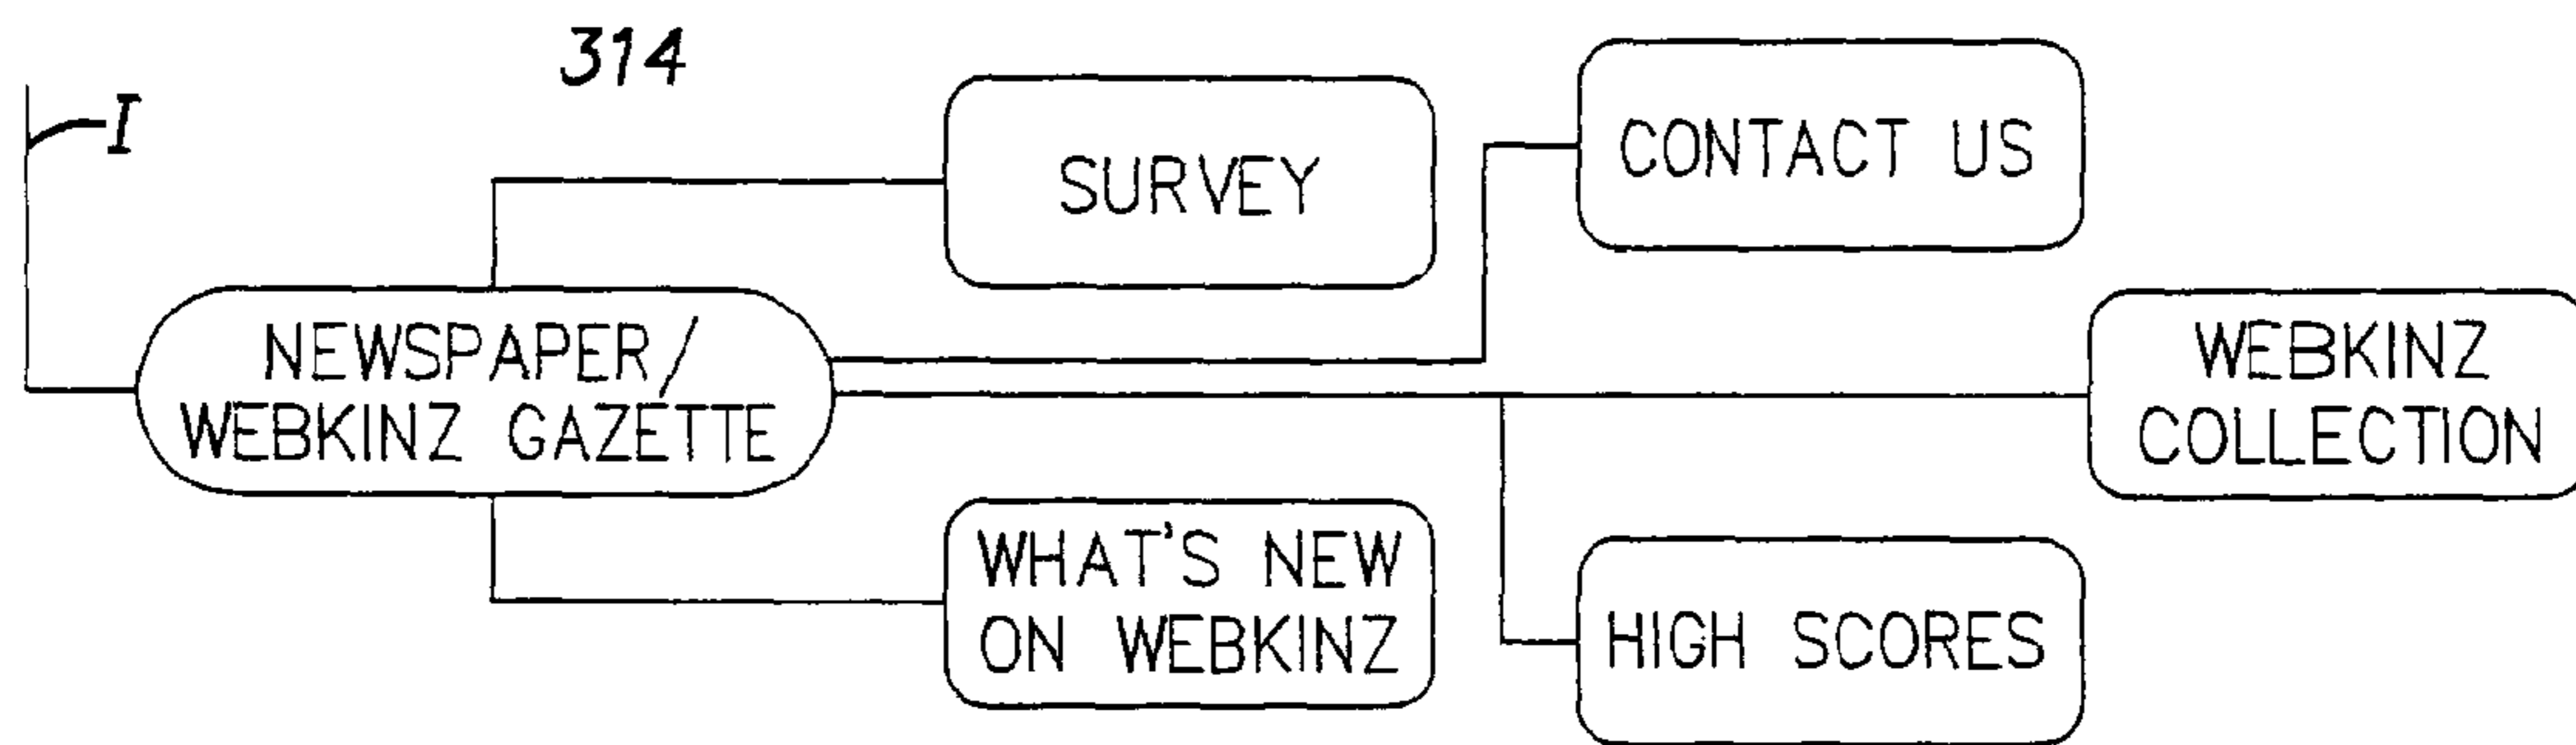 314
I
SURVEY
CONTACT US
NEWSPAPER/
WEBKINZ GAZETTE
WEBKINZ
COLLECTION
WHAT'S NEW
ON WEBKINZ
HIGH SCORES